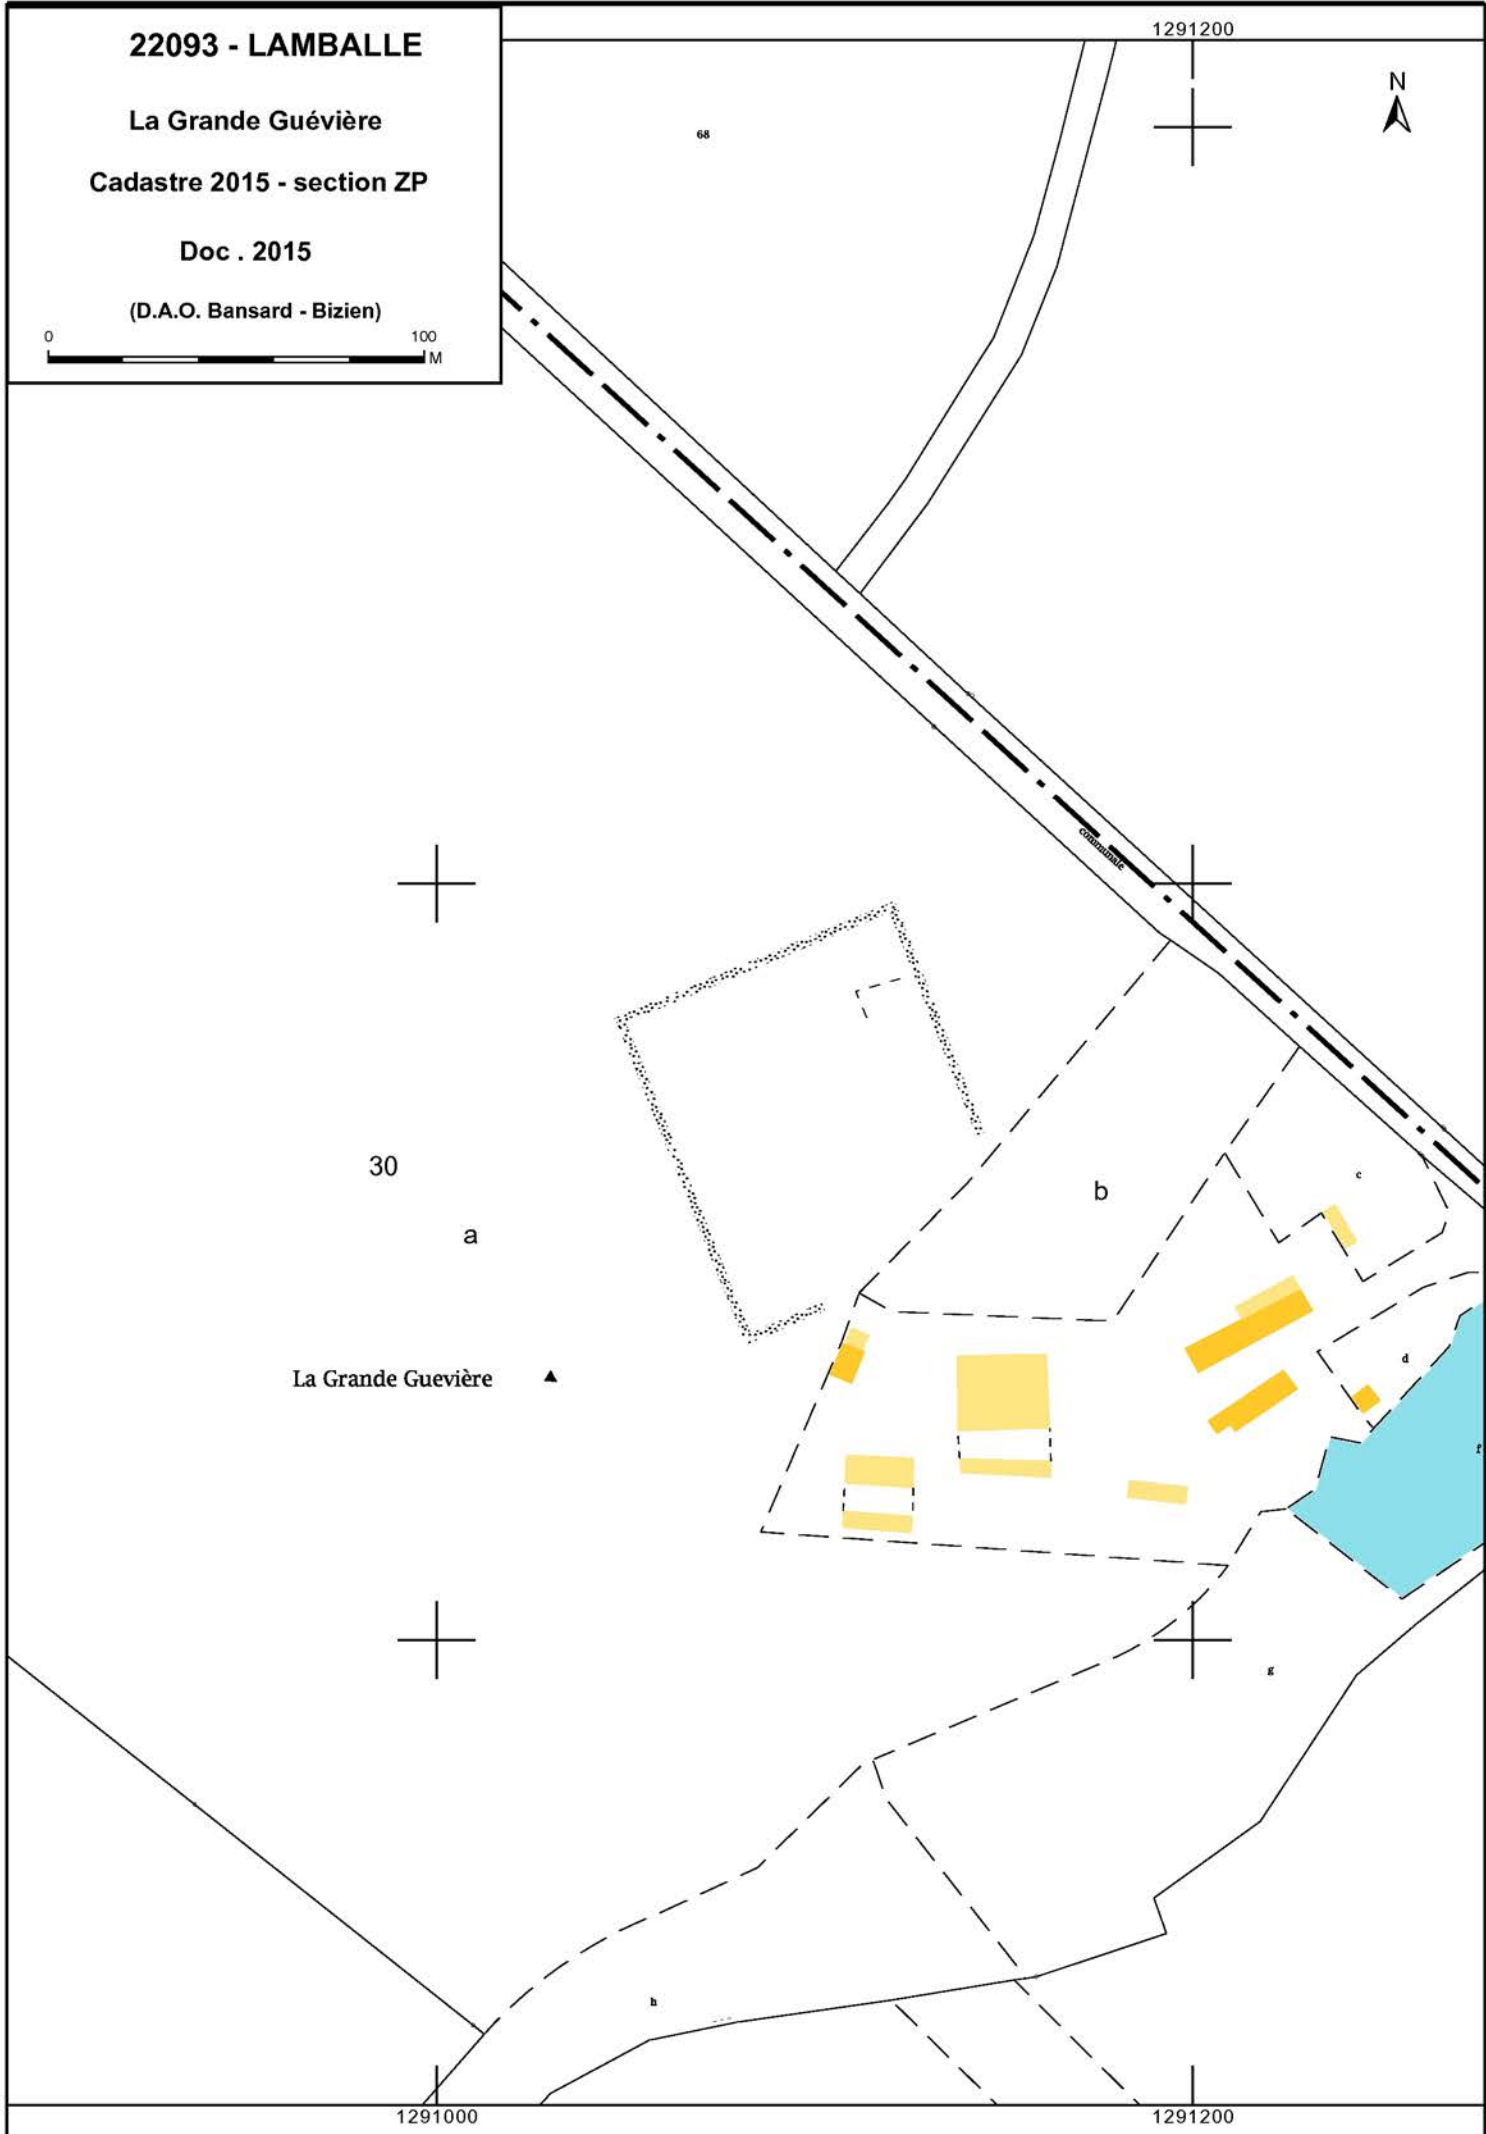 22093 - LAMBALLE
La Grande Guévière
Cadastre 2015 - section ZP
Doc . 2015
(D.A.O. Bansard - Bizien)
0 100
M
1291200
N
68
communale
30
a
b
c
La Grande Guevière
d
f
g
h
1291000 1291200